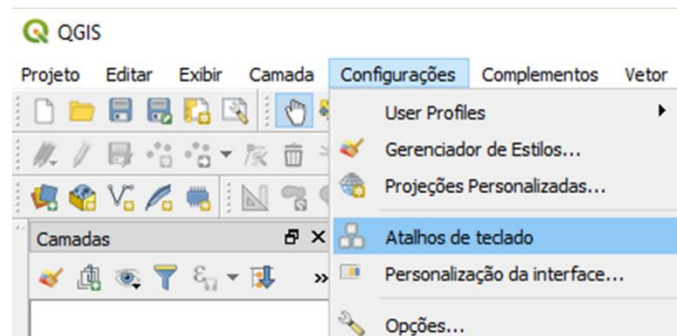 QGIS
Projeto Editar Exibir Camada Configurações Complementos Vetor
User Profiles
Gerenciador de Estilos...
Projeções Personalizadas...
Camadas
Atalhos de teclado
Personalização da interface...
Opções...